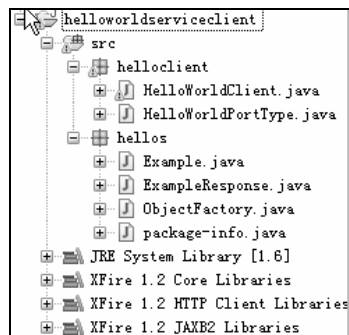 helloworldserviceclient
src
helloclient
HelloWorldClient.java
HelloWorldPortType.java
hellos
Example.java
ExampleResponse.java
ObjectFactory.java
package-info.java
JRE System Library [1.6]
XFire 1.2 Core Libraries
XFire 1.2 HTTP Client Libraries
XFire 1.2 JAXB2 Libraries